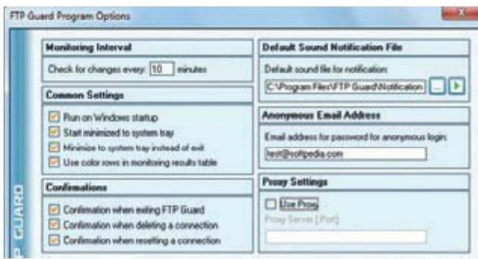 FTP Guard Program Options
Monitoring Interval
Check for changes every: 10 minutes
Common Settings
Run on Windows startup
Start minimized to system tray
Minimize to system tray instead of exit
Use color rows in monitoring results table
Confirmations
Confirmation when exiting FTP Guard
Confirmation when deleting a connection
Confirmation when resetting a connection
Default Sound Notification File
Default sound file for notification:
C:\Program Files\FTP Guard\Notification ...
Anonymous Email Address
Email address for password for anonymous login:
test@softpedia.com
Proxy Settings
Use Proxy
Proxy Server [:Port]
P GUARD